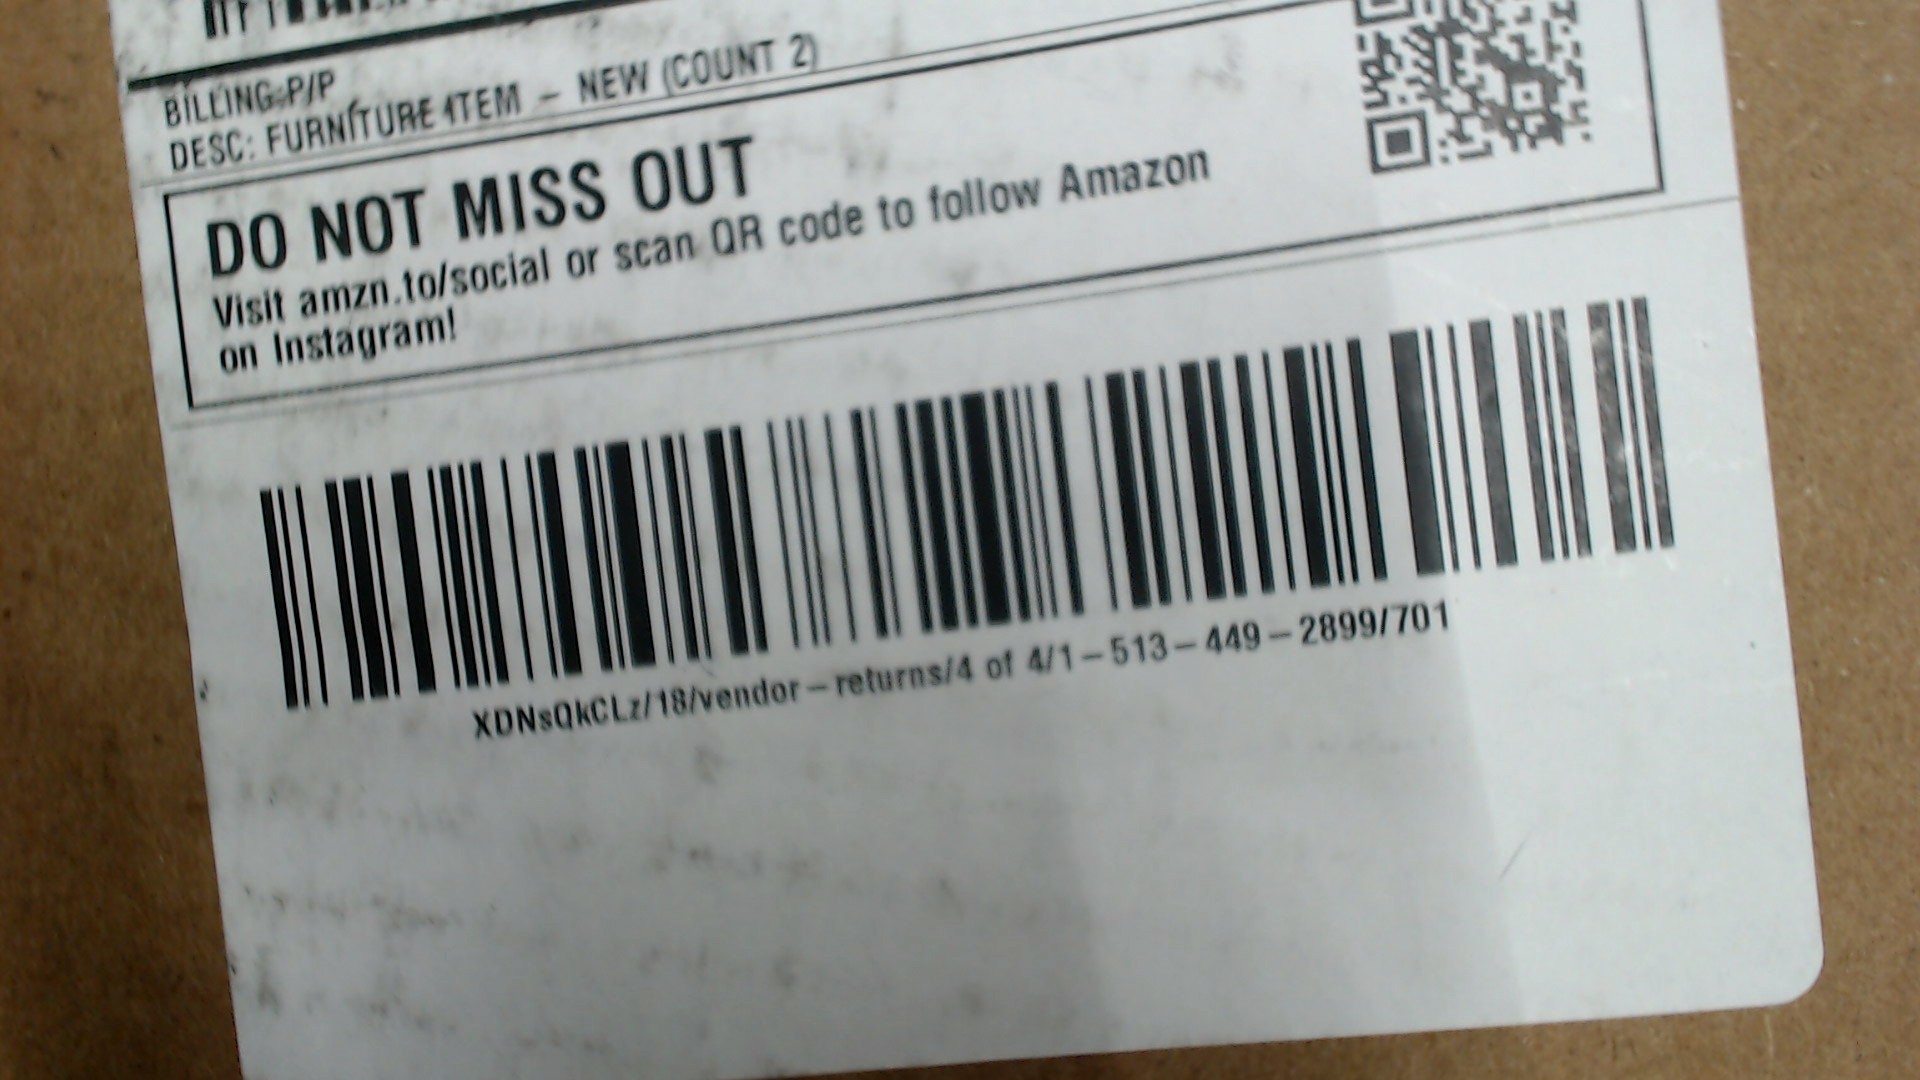 BILLING:P/P
DESC: FURNITURE ITEM - NEW (COUNT 2)
DO NOT MISS OUT
Visit amzn.to/social or scan QR code to follow Amazon
on Instagram!
XDNsQkCLz/18/vendor-returns/4 of 4/1-513-449-2899/701